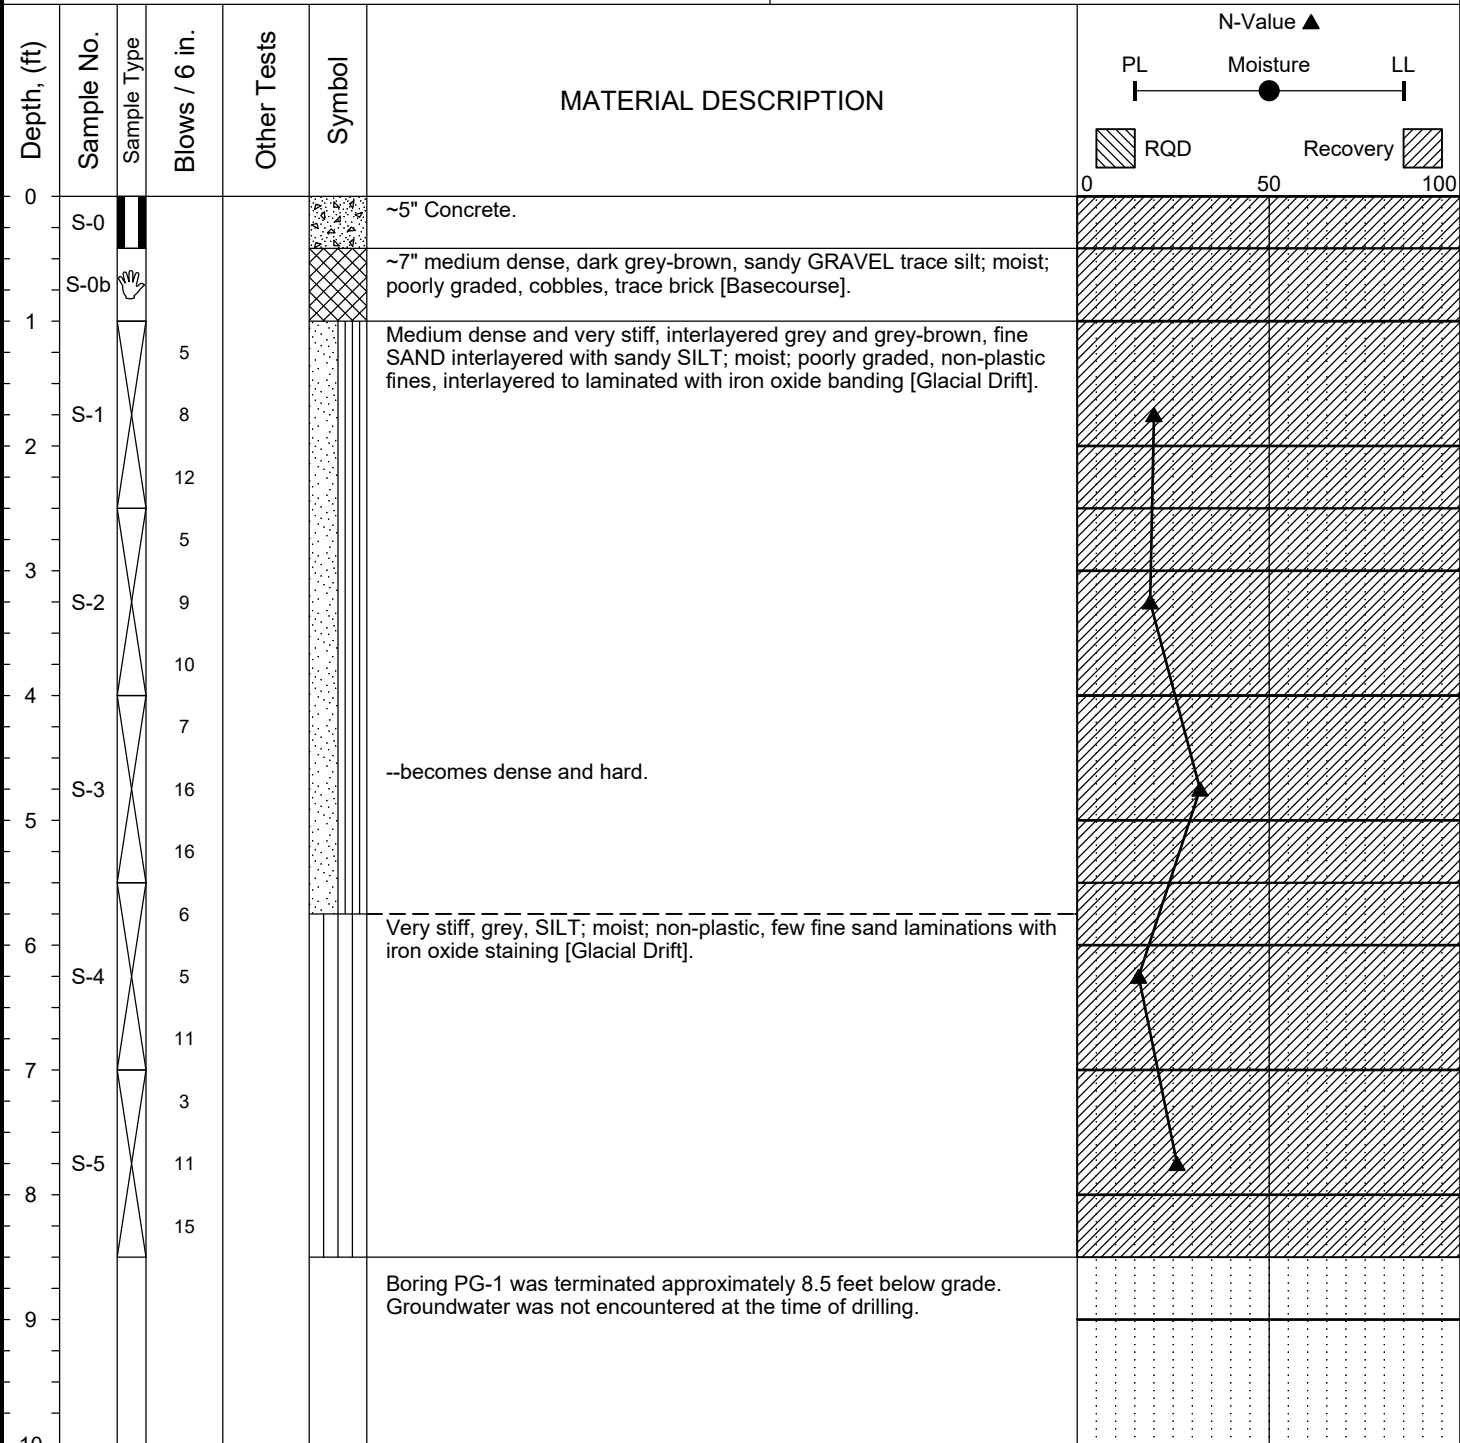 Depth, (ft)
Sample No.
Sample Type
Blows / 6 in.
Other Tests
Symbol
MATERIAL DESCRIPTION
N-Value
PL Moisture LL
RQD Recovery
0 50 100
0
S-0
~5" Concrete.
S-0b
~7" medium dense, dark grey-brown, sandy GRAVEL trace silt; moist;
poorly graded, cobbles, trace brick [Basecourse].
1
Medium dense and very stiff, interlayered grey and grey-brown, fine
SAND interlayered with sandy SILT; moist; poorly graded, non-plastic
fines, interlayered to laminated with iron oxide banding [Glacial Drift].
5
S-1 8
2
12
5
3
S-2 9
10
4
7
--becomes dense and hard.
S-3 16
5
16
6
Very stiff, grey, SILT; moist; non-plastic, few fine sand laminations with
iron oxide staining [Glacial Drift].
6
S-4 5
11
7
3
S-5 11
8
15
Boring PG-1 was terminated approximately 8.5 feet below grade.
Groundwater was not encountered at the time of drilling.
9
10